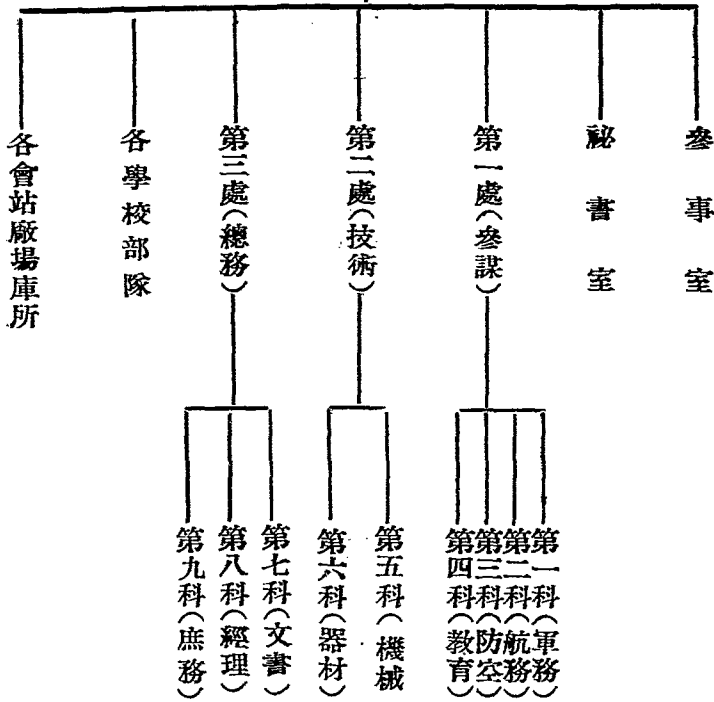 參事室
祕書室
第一處（參謀）
第二處（技術）
第三處（總務）
各學校部隊
各會站廠場庫所
第一科（軍務）
第二科（航務）
第三科（防空）
第四科（教育）
第五科（機械
第六科（器材）
第七科（文書）
第八科（經理）
第九科（庶務）